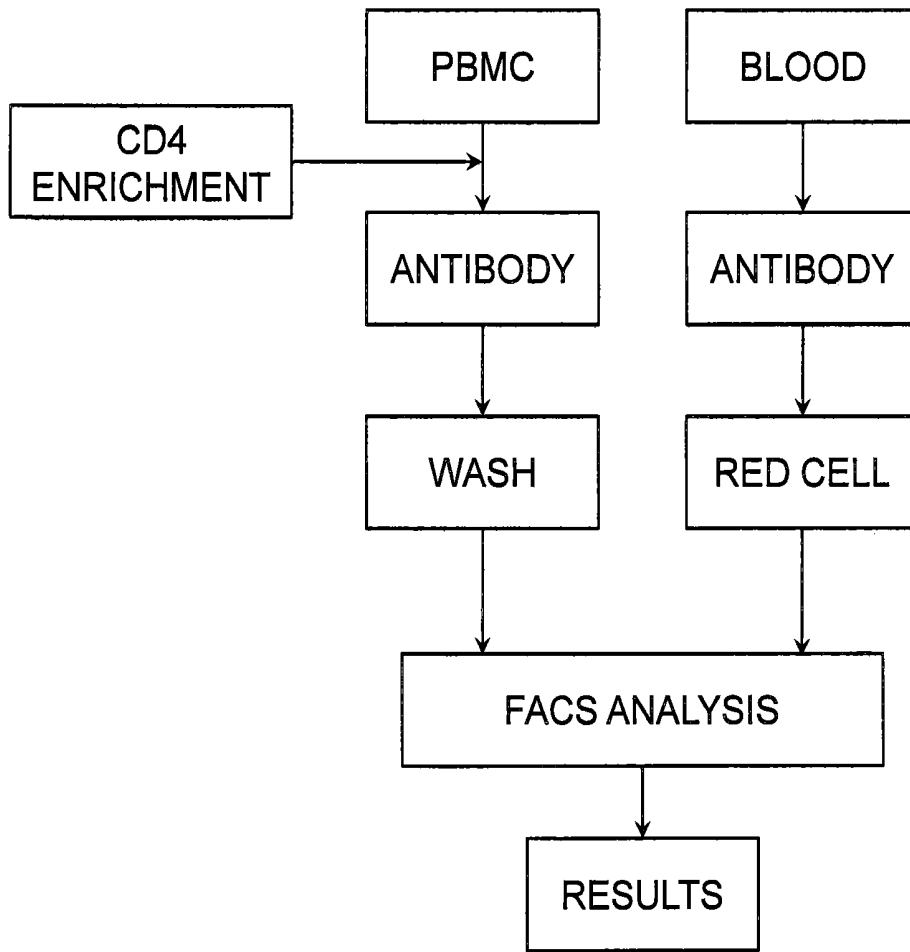 PBMC
BLOOD
CD4
ENRICHMENT
ANTIBODY
ANTIBODY
WASH
RED CELL
FACS ANALYSIS
RESULTS